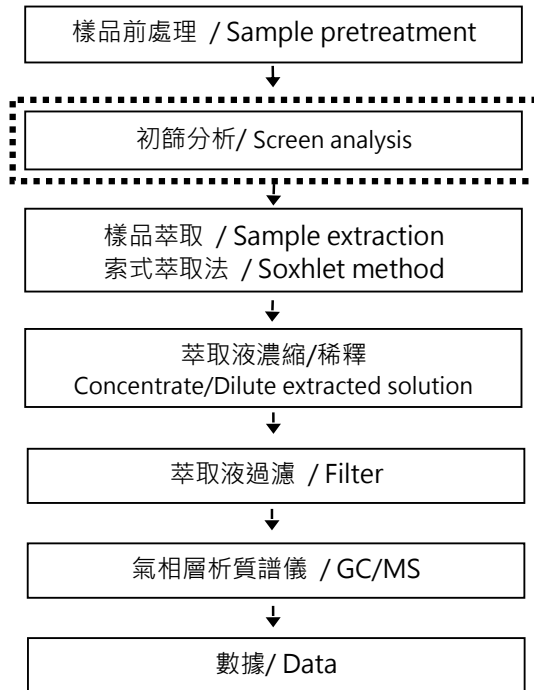 樣品前處理 / Sample pretreatment
初篩分析/ Screen analysis
樣品萃取 / Sample extraction
索式萃取法 / Soxhlet method
萃取液濃縮/稀釋
Concentrate/Dilute extracted solution
萃取液過濾 / Filter
氣相層析質譜儀 / GC/MS
數據/ Data